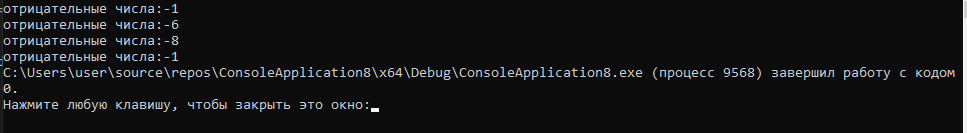 отрицательные числа:-1
отрицательные числа:-6
отрицательные числа:-8
отрицательные числа:-1
C:\Users\user\source\repos\ConsoleApplication8\x64\Debug\ConsoleApplication8.exe (процесс 9568) завершил работу с кодом
0.
Нажмите любую клавишу, чтобы закрыть это окно: